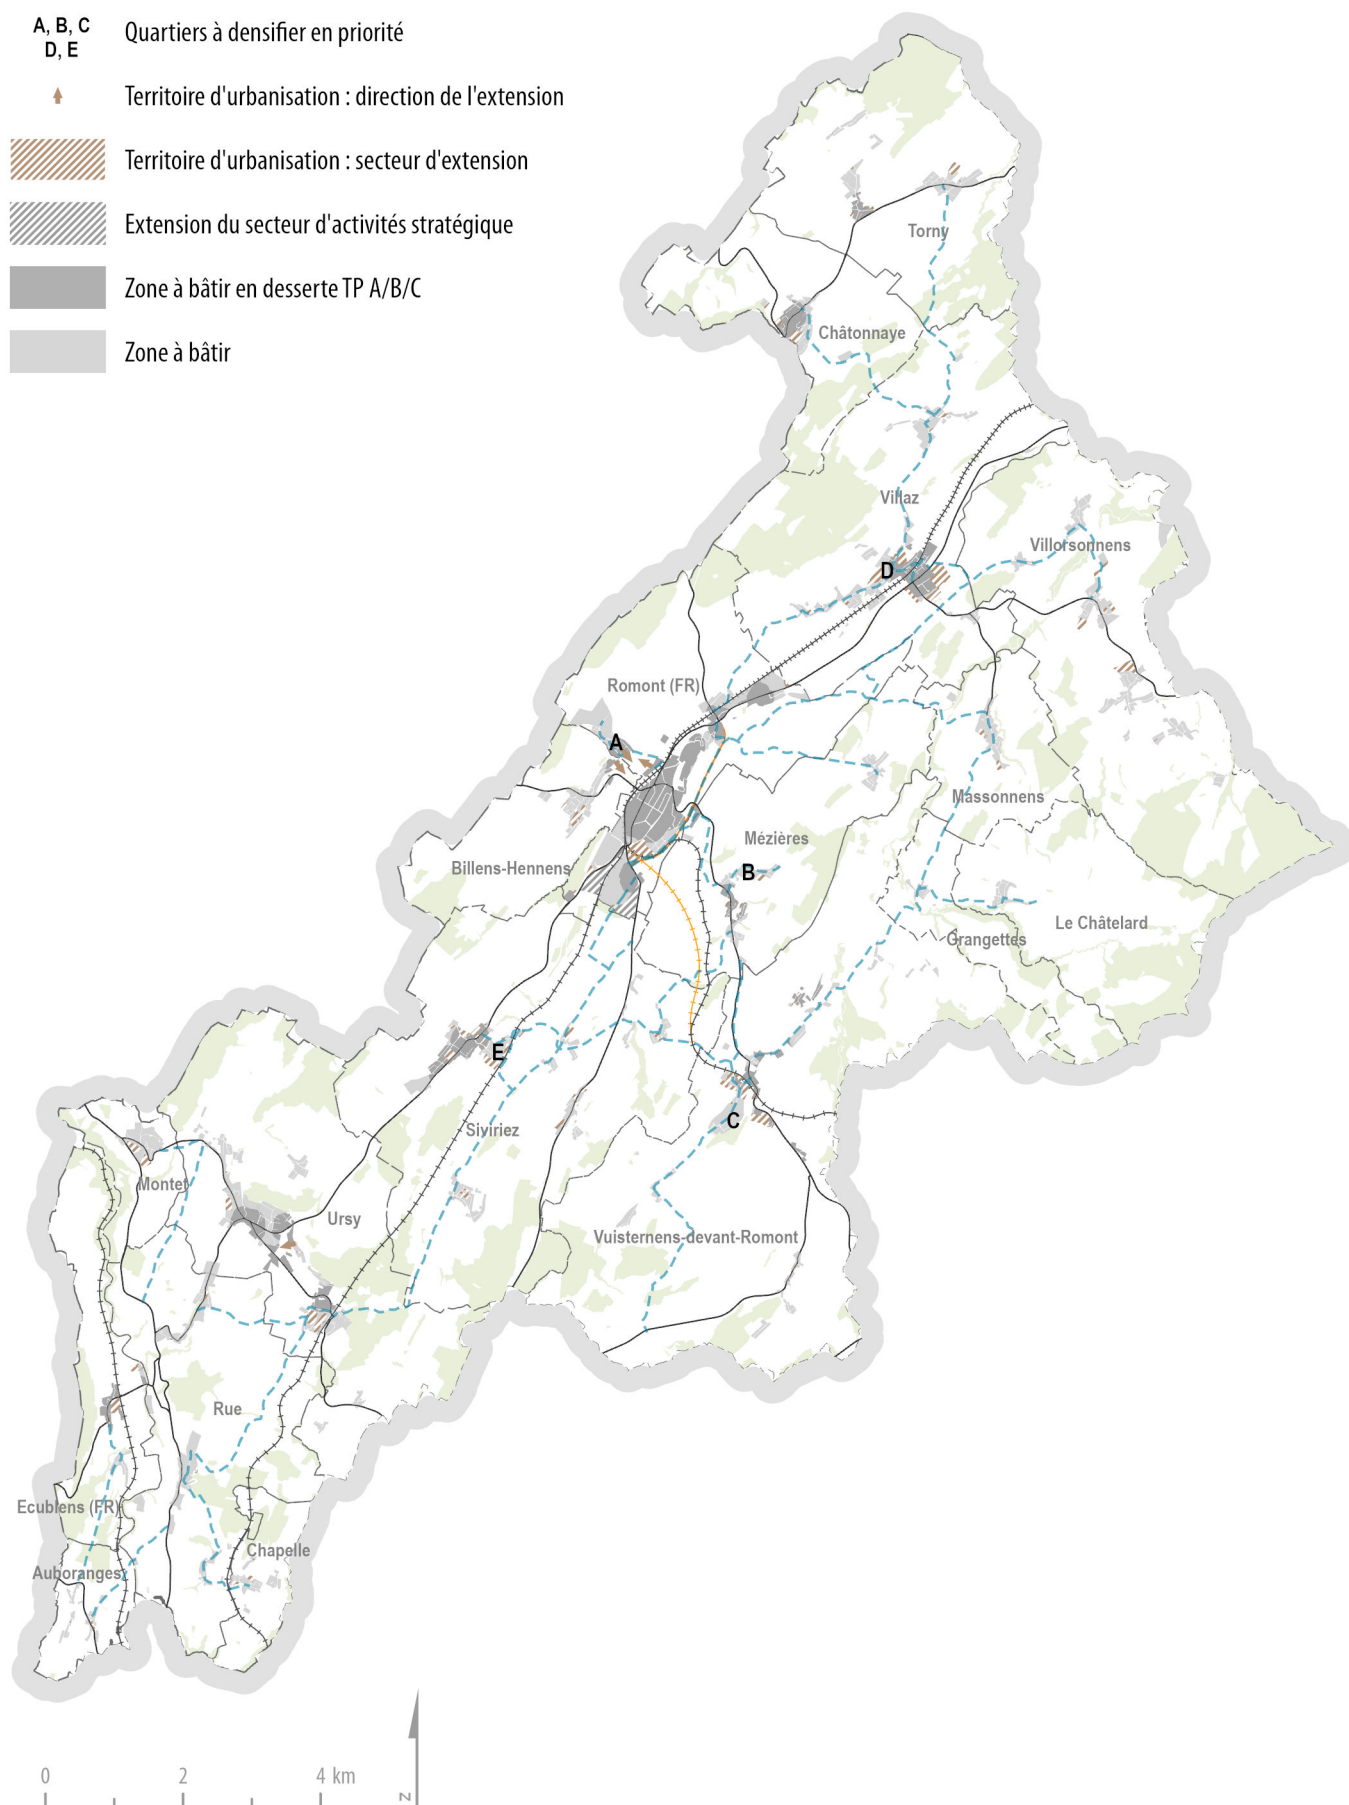 A, B, C
D, E
Quartiers à densifier en priorité
Territoire d'urbanisation : direction de l'extension
Territoire d'urbanisation : secteur d'extension
Extension du secteur d'activités stratégique
Zone à bâtir en desserte TP A/B/C
Zone à bâtir
Torny
Châtonnaye
Villaz
Villorsonnens
D
Romont (FR)
A
Massonnens
Mézières
Billens-Hennens
B
Le Châtelard
Grangettes
E
C
Siviriez
Montet
Ursy
Vuisternens-devant-Romont
Rue
Ecublens (FR)
Chapelle
Auboranges
0 2 4 km
N